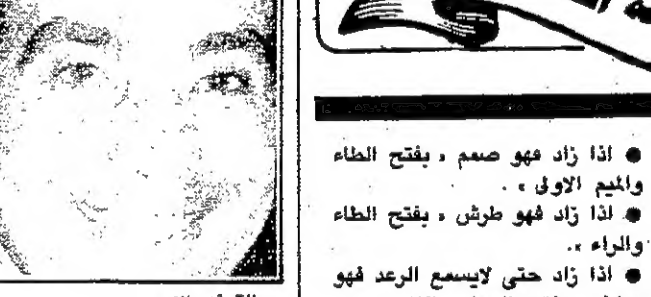 ● اذا زاد فهو صمم « بفتح الطاء
والميم الاولى » .
● اذا زاد فهو طرش « بفتح الطاء
والراء ».
● اذا زاد حتى لايسمع الرعد فهو